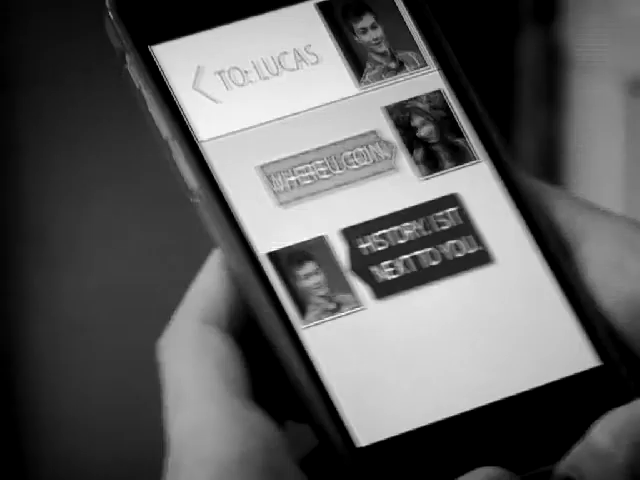 TO: LUCAS
WHERE U GOIN'
HISTORY. I SIT
NEXT TO YOU.